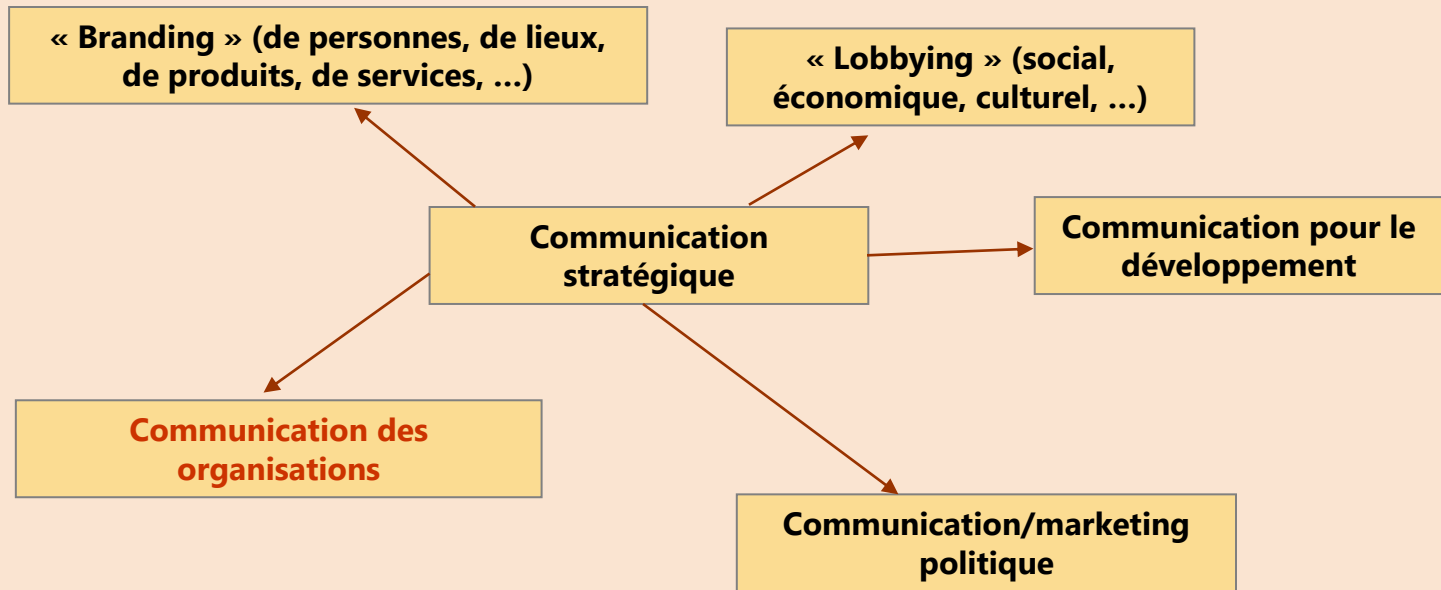 « Branding » (de personnes, de lieux,
de produits, de services, …)
« Lobbying » (social,
économique, culturel, …)
Communication
stratégique
Communication pour le
développement
Communication des
organisations
Communication/marketing
politique